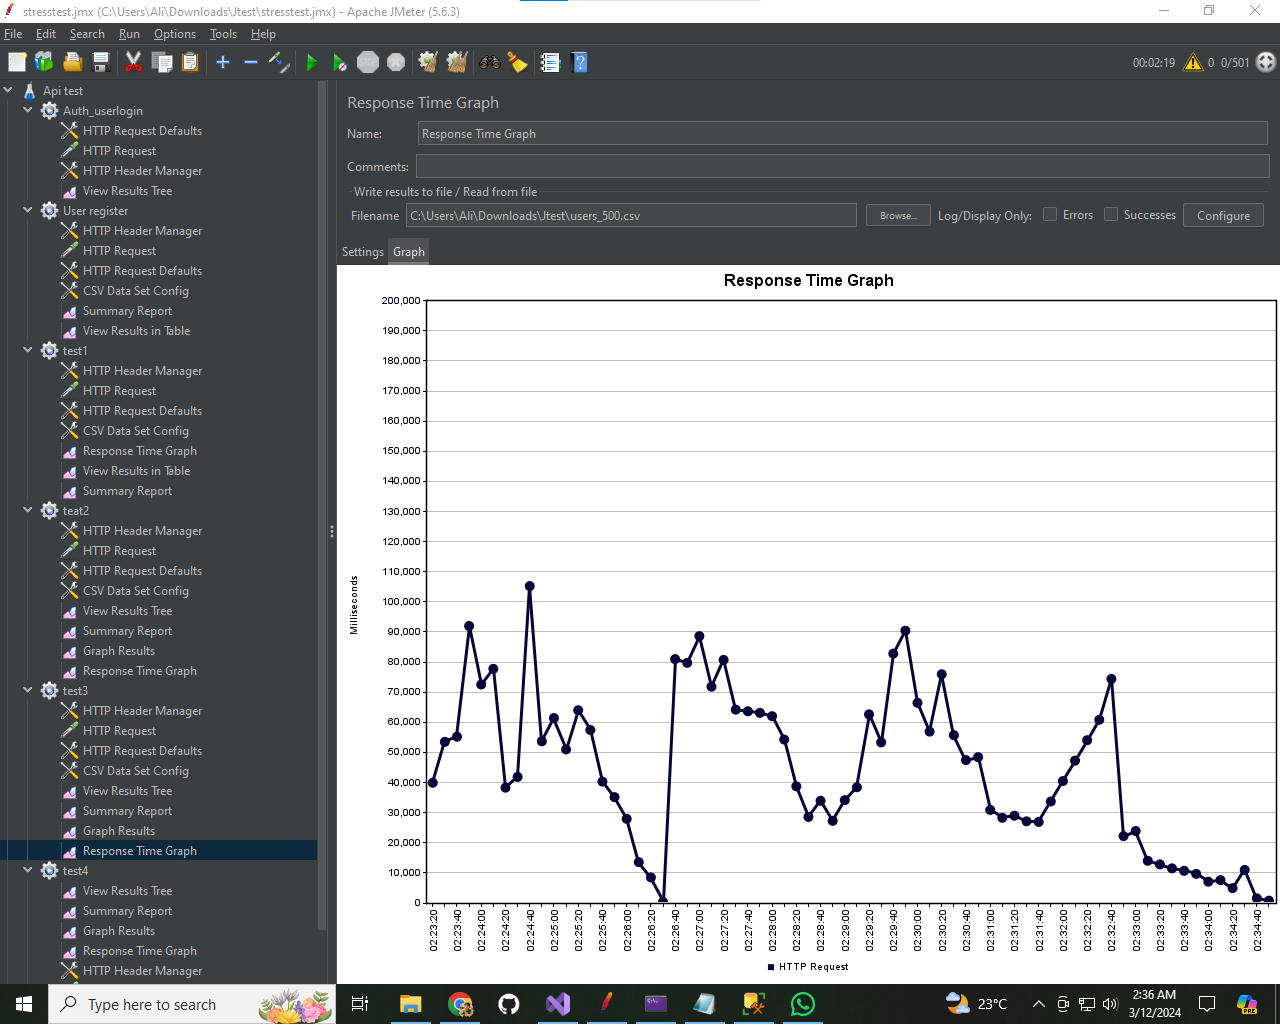 stresstest.jmx (C:\Users\Ali\Downloads\Jtest\stresstest.jmx) - Apache JMeter (5.6.3)
File Edit Search Run Options Tools Help
STOP
00:02:19 0 0/501
Api test
Auth_userlogin
HTTP Request Defaults
HTTP Request
HTTP Header Manager
View Results Tree
User register
HTTP Header Manager
HTTP Request
HTTP Request Defaults
CSV Data Set Config
Summary Report
View Results in Table
test1
HTTP Header Manager
HTTP Request
HTTP Request Defaults
CSV Data Set Config
Response Time Graph
View Results in Table
Summary Report
teat2
HTTP Header Manager
HTTP Request
HTTP Request Defaults
CSV Data Set Config
View Results Tree
Summary Report
Graph Results
Response Time Graph
test3
HTTP Header Manager
HTTP Request
HTTP Request Defaults
CSV Data Set Config
View Results Tree
Summary Report
Graph Results
Response Time Graph
test4
View Results Tree
Summary Report
Graph Results
Response Time Graph
HTTP Header Manager
Response Time Graph
Name: Response Time Graph
Comments:
Write results to file / Read from file
Filename C:\Users\Ali\Downloads\Jtest\users_500.csv Browse... Log/Display Only: Errors Successes Configure
Settings Graph
Response Time Graph
200,000
190,000
180,000
170,000
160,000
150,000
140,000
130,000
120,000
110,000
100,000
90,000
80,000
70,000
60,000
50,000
40,000
30,000
20,000
10,000
0
Milliseconds
02:23:20 02:23:40 02:24:00 02:24:20 02:24:40 02:25:00 02:25:20 02:25:40 02:26:00 02:26:20 02:26:40 02:27:00 02:27:20 02:27:40 02:28:00 02:28:20 02:28:40 02:29:00 02:29:20 02:29:40 02:30:00 02:30:20 02:30:40 02:31:00 02:31:20 02:31:40 02:32:00 02:32:20 02:32:40 02:33:00 02:33:20 02:33:40 02:34:00 02:34:20 02:34:40
HTTP Request
Type here to search
23°C
2:36 AM
3/12/2024
PRE